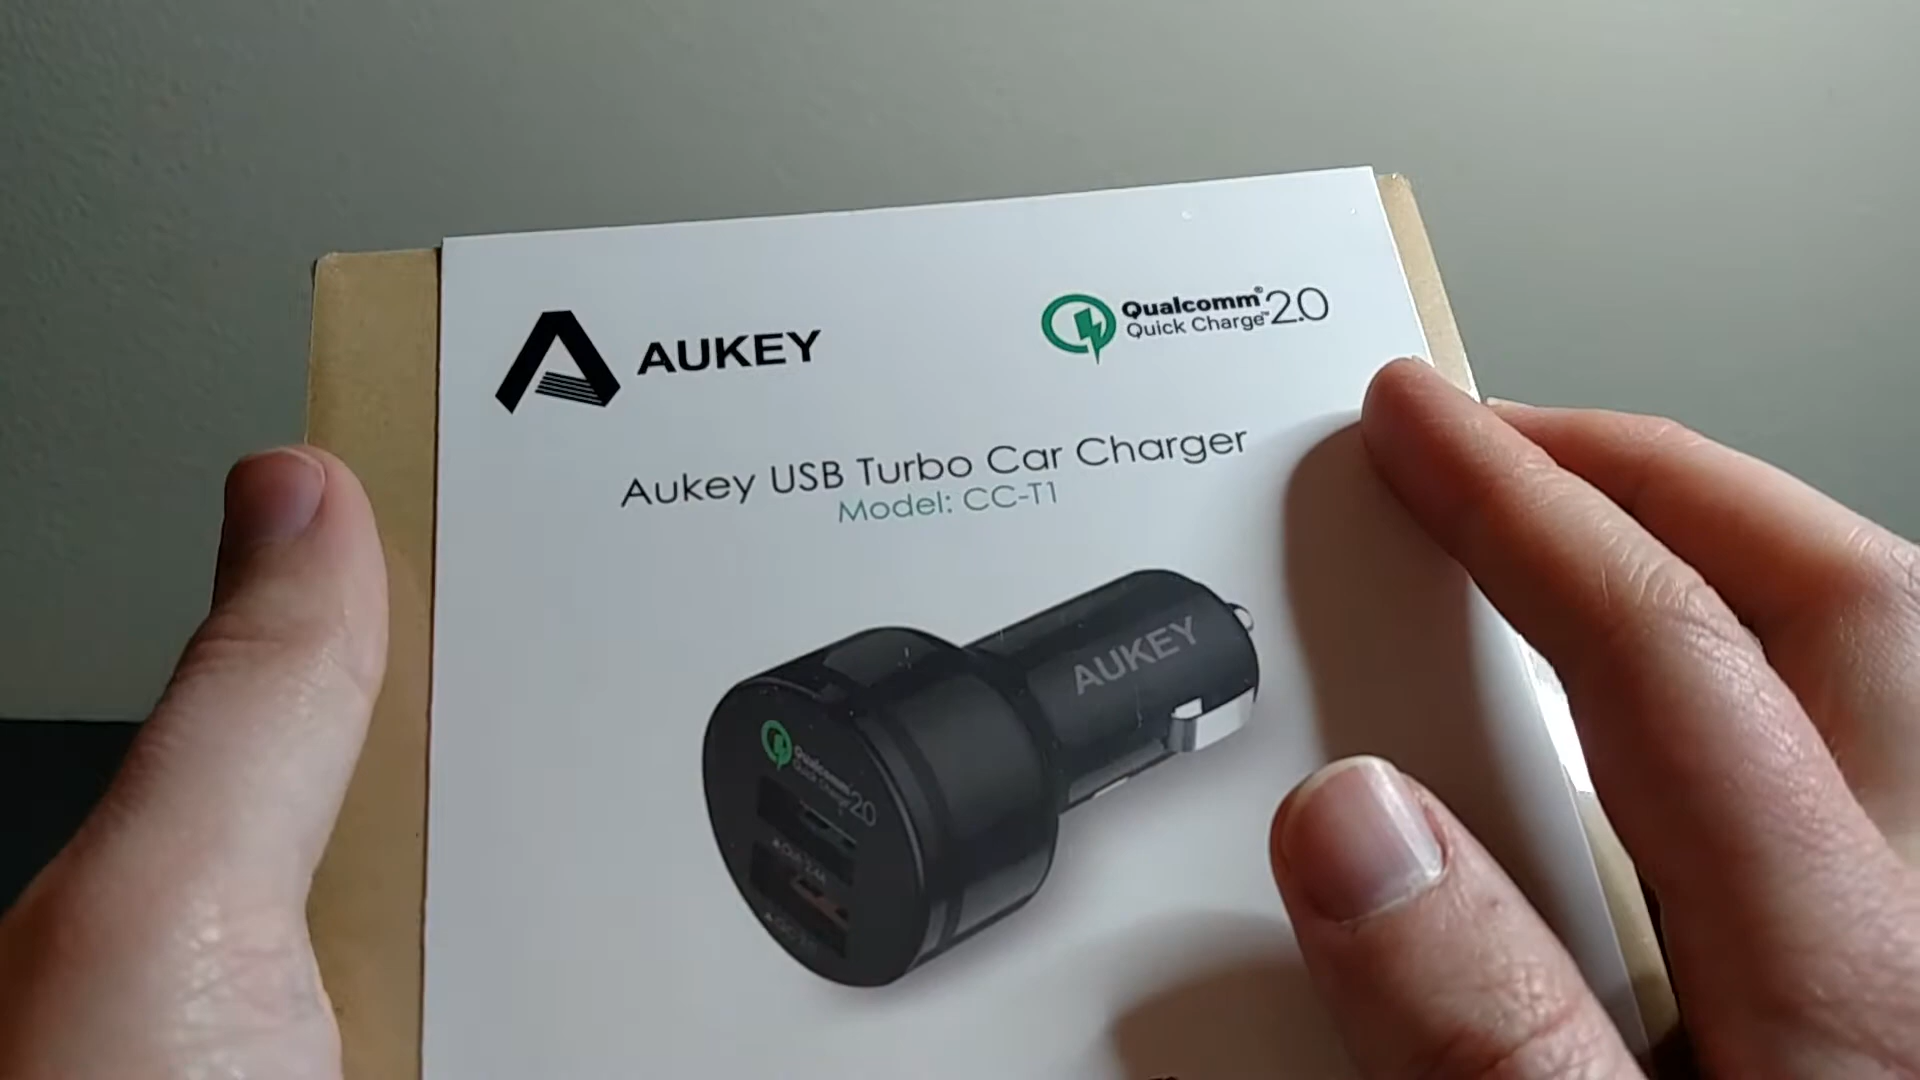 AUKEY
Qualcomm® 2.0
Quick Charge™
Aukey USB Turbo Car Charger
Model: CC-T1
AUKEY
Qualcomm
Quick Charge 2.0